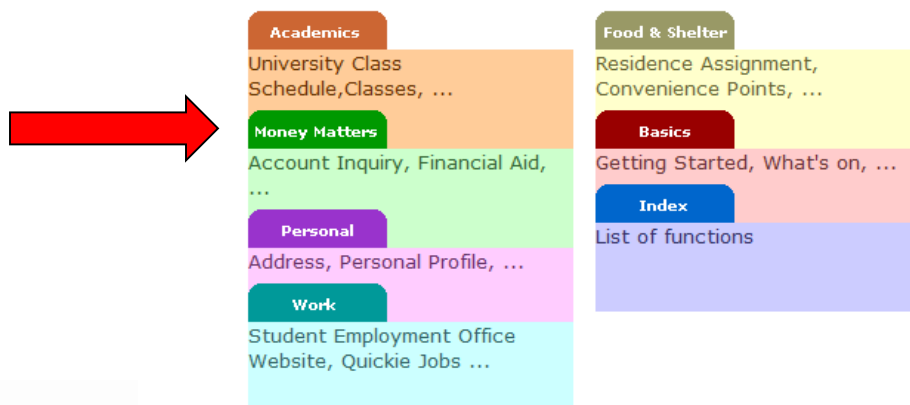 Academics
University Class
Schedule,Classes, ...
Money Matters
Account Inquiry, Financial Aid,
...
Personal
Address, Personal Profile, ...
Work
Student Employment Office
Website, Quickie Jobs ...
Food & Shelter
Residence Assignment,
Convenience Points, ...
Basics
Getting Started, What's on, ...
Index
List of functions